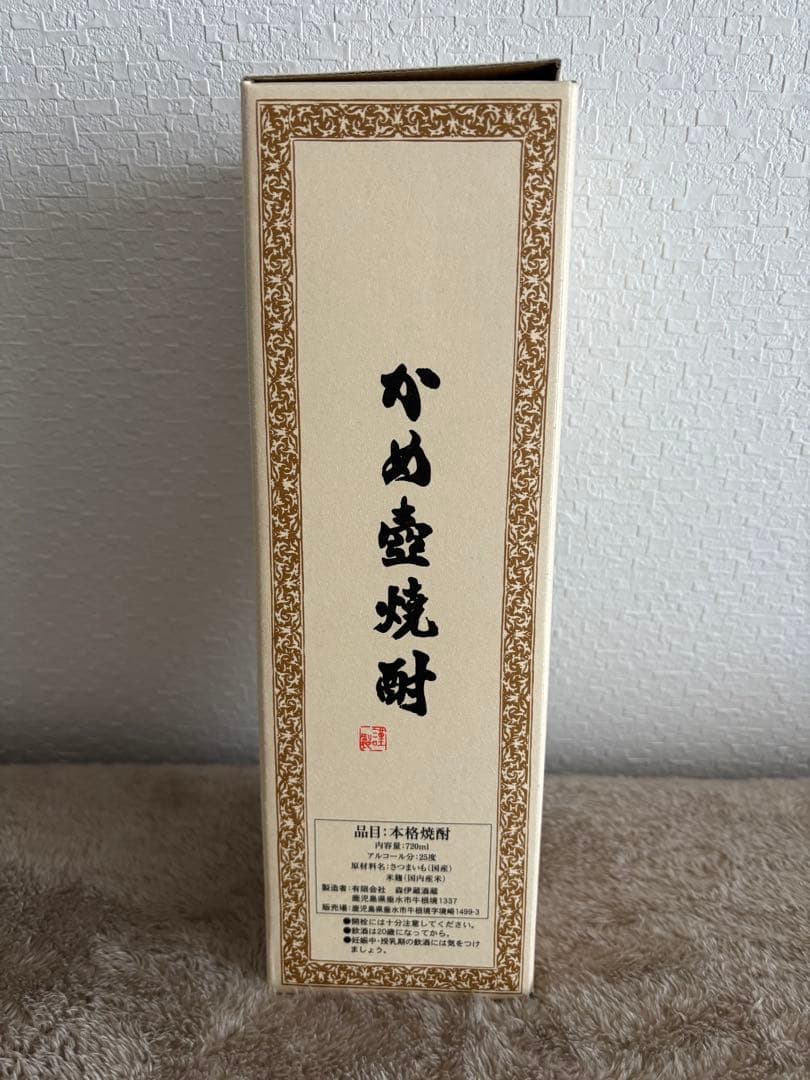 かめ壺焼酎
謹製
品目:本格焼酎
内容量:720ml
アルコール分:25度
原材料名:さつまいも(国産)
米麹(国内産米)
製造者:有限会社 森伊蔵酒蔵
鹿児島県垂水市牛根境1337
販売場:鹿児島県垂水市牛根境字境崎1499-3
●開栓には十分注意してください。
●飲酒は20歳になってから。
●妊娠中・授乳期の飲酒には気をつけ
ましょう。